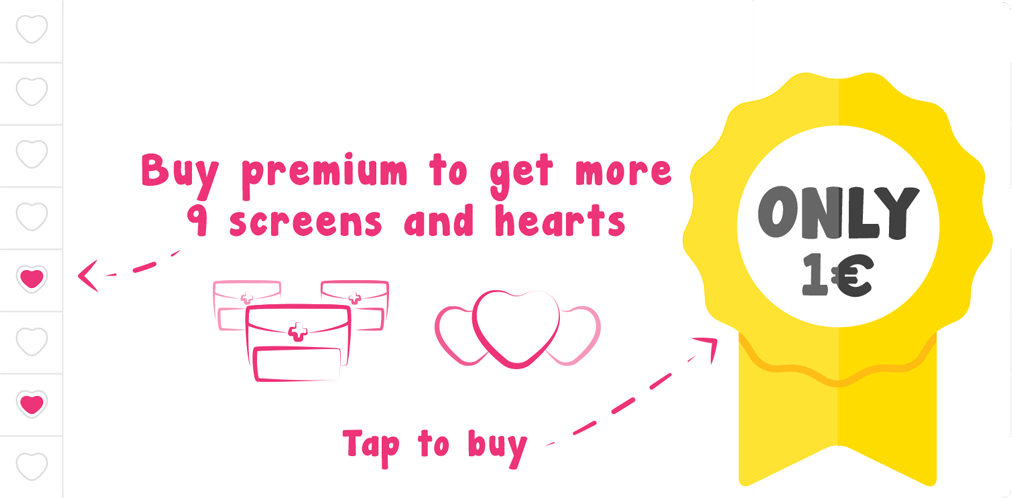 Buy premium to get more
9 screens and hearts
ONLY
1€
Tap to buy